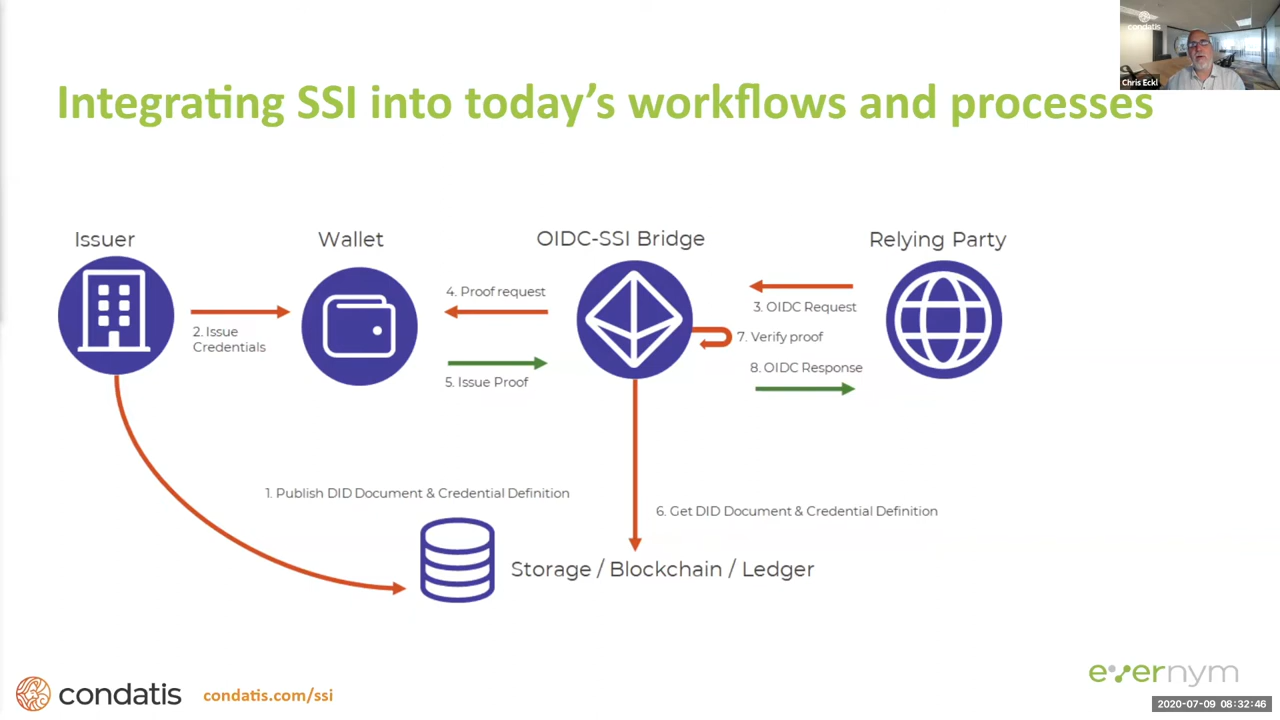 condatis
Chris Eckl
Integrating SSI into today's workflows and processes
Issuer
Wallet
OIDC-SSI Bridge
Relying Party
4. Proof request
3. OIDC Request
2. Issue
Credentials
7. Verify proof
5. Issue Proof
8. OIDC Response
1. Publish DID Document & Credential Definition
6. Get DID Document & Credential Definition
Storage / Blockchain / Ledger
condatis
condatis.com/ssi
evernym
2020-07-09 08:32:46